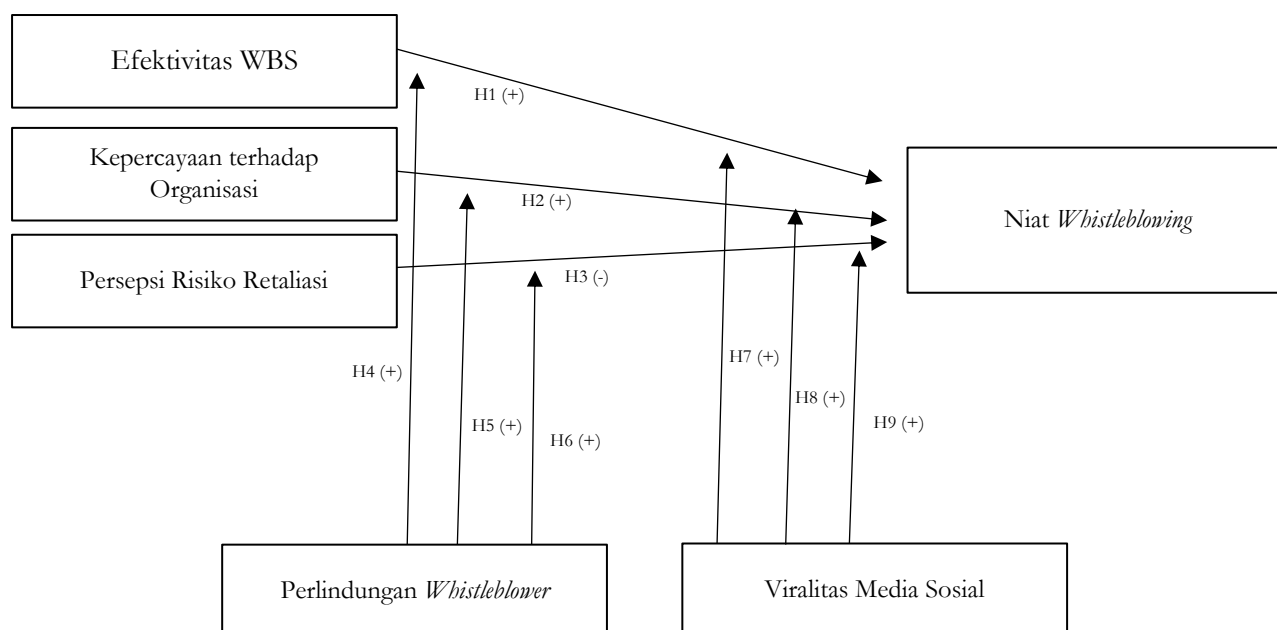 Efektivitas WBS
H1 (+)
Kepercayaan terhadap
Organisasi
H2 (+)
Niat Whistleblowing
Persepsi Risiko Retaliasi
H3 (-)
H4 (+)
H7 (+)
H8 (+)
H5 (+)
H9 (+)
H6 (+)
Perlindungan Whistleblower
Viralitas Media Sosial